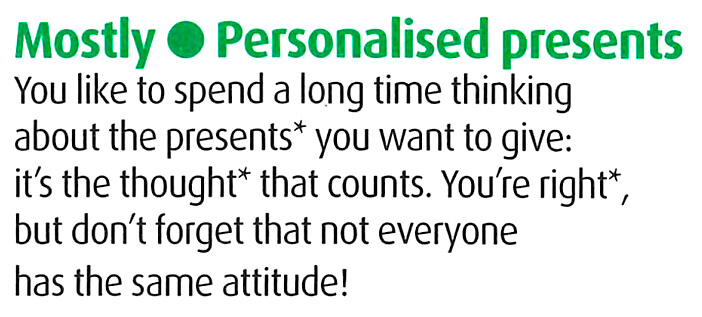 Mostly ● Personalised presents
You like to spend a long time thinking
about the presents* you want to give:
it's the thought* that counts. You're right*,
but don't forget that not everyone
has the same attitude!